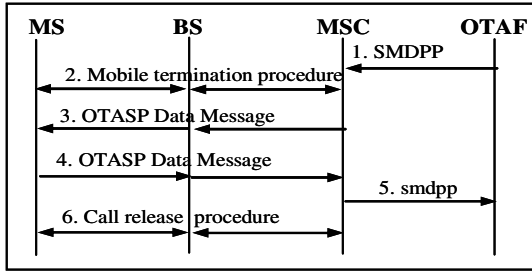 MS BS MSC OTAF
1. SMDPP
2. Mobile termination procedure
3. OTASP Data Message
4. OTASP Data Message
5. smdpp
6. Call release procedure